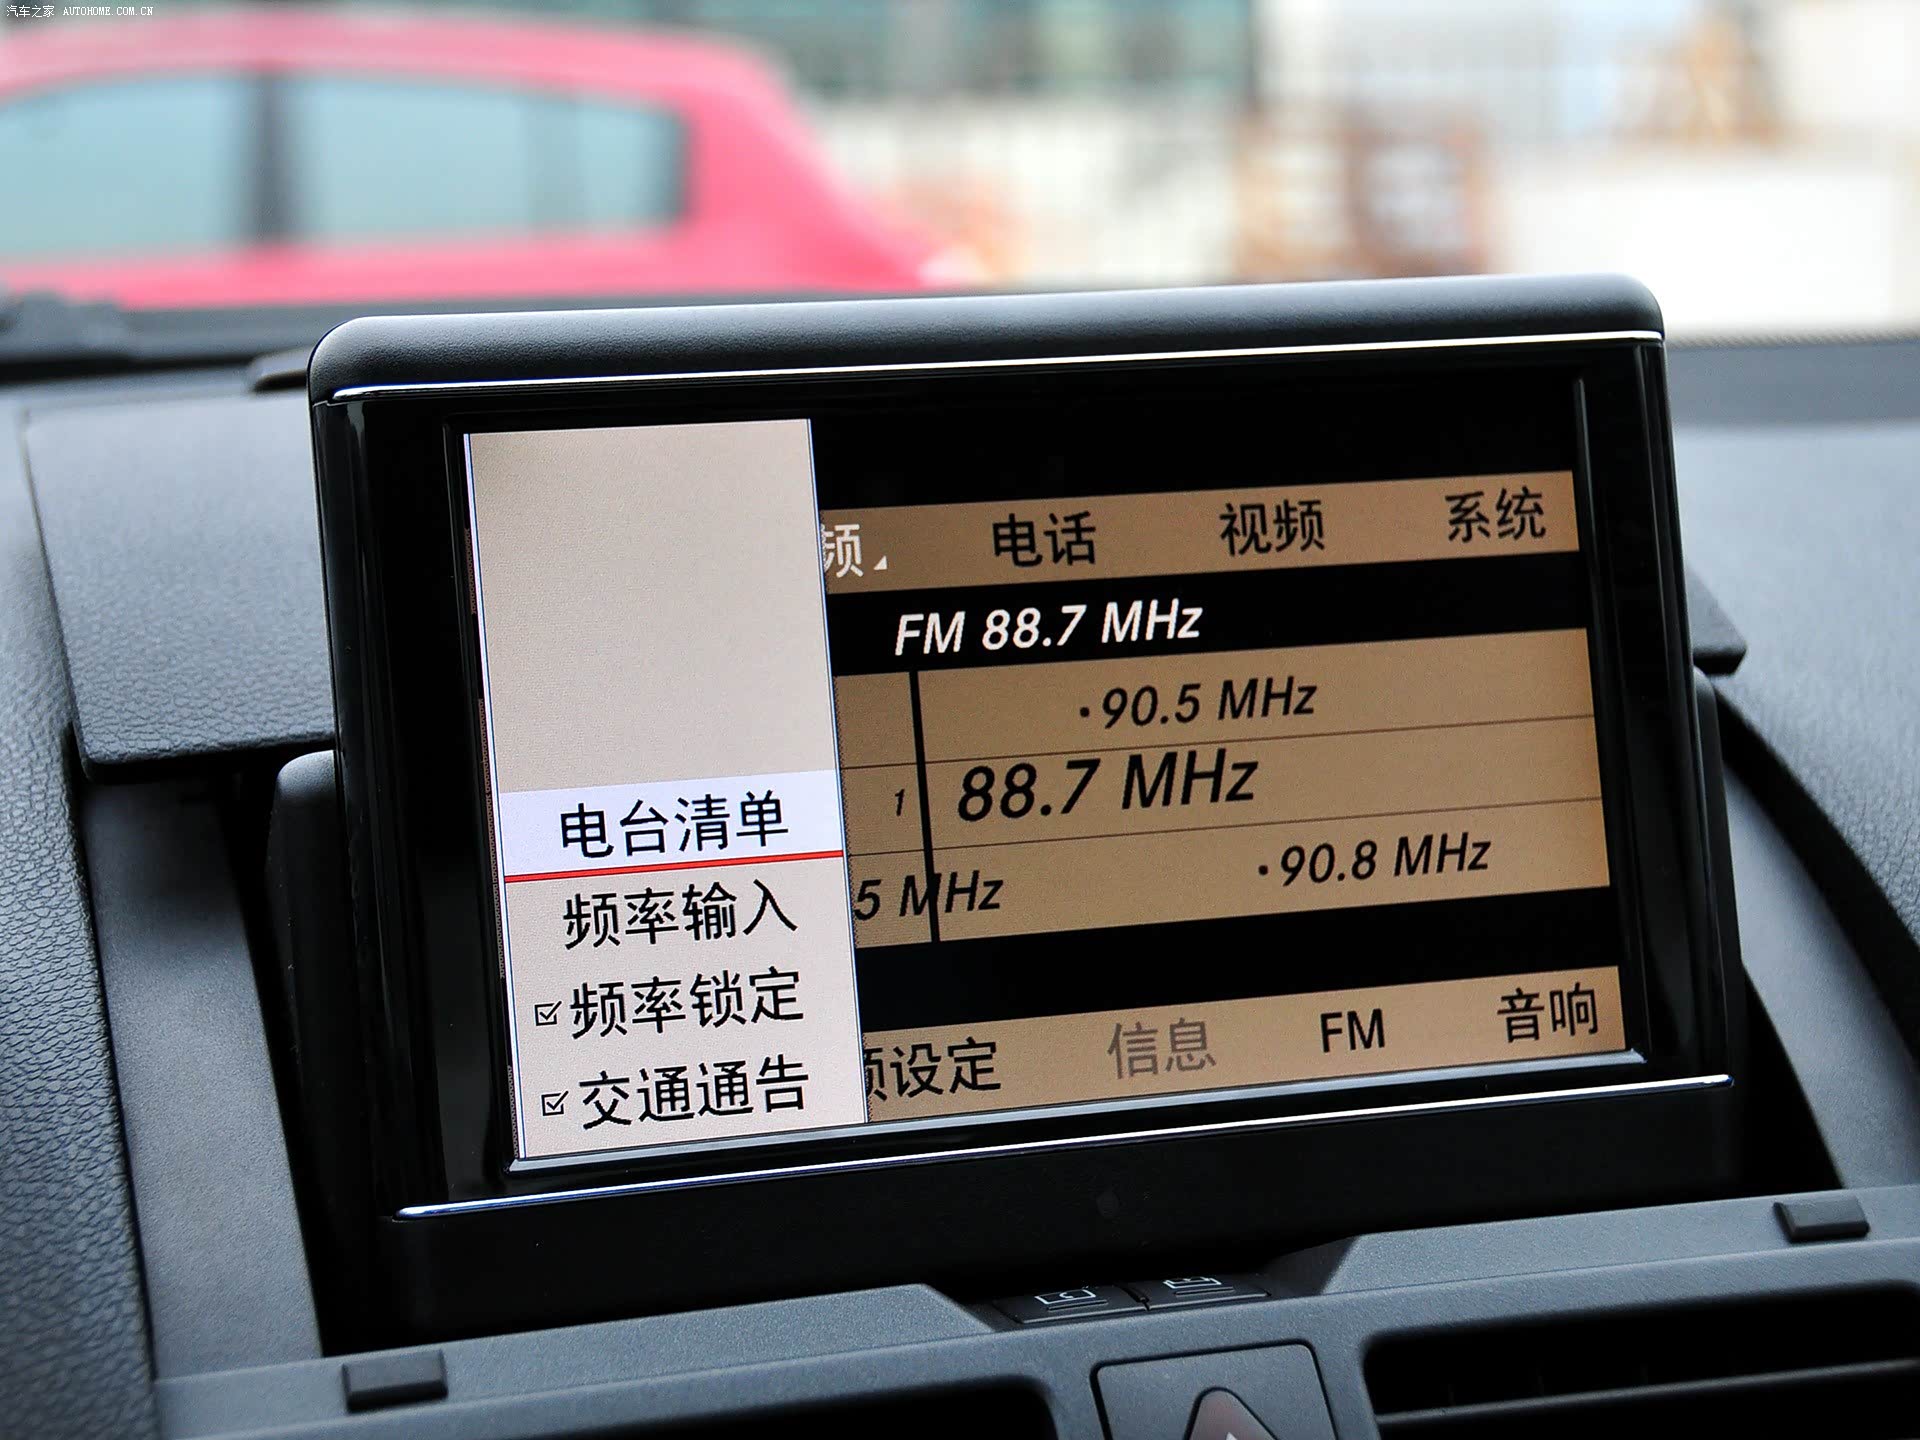 汽车之家 AUTOHOME.COM.CN
频 电话 视频 系统
FM 88.7 MHz
·90.5 MHz
1 88.7 MHz
5 MHz ·90.8 MHz
电台清单
频率输入
频率锁定
交通通告
频设定 信息 FM 音响